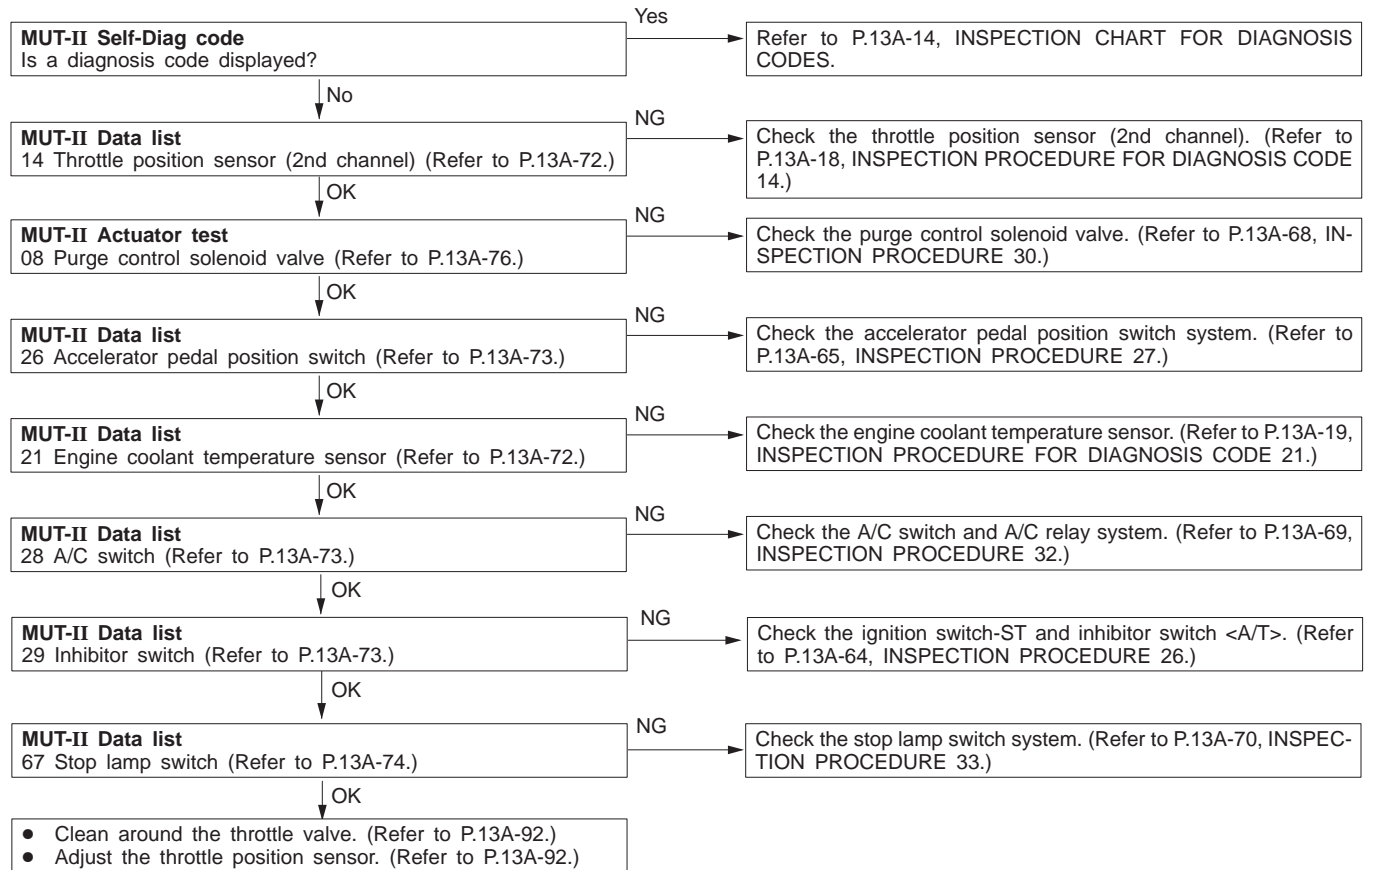 Yes
MUT-II Self-Diag code
Is a diagnosis code displayed?
Refer to P.13A-14, INSPECTION CHART FOR DIAGNOSIS
CODES.
No
NG
MUT-II Data list
14 Throttle position sensor (2nd channel) (Refer to P.13A-72.)
Check the throttle position sensor (2nd channel). (Refer to
P.13A-18, INSPECTION PROCEDURE FOR DIAGNOSIS CODE
14.)
OK
NG
MUT-II Actuator test
08 Purge control solenoid valve (Refer to P.13A-76.)
Check the purge control solenoid valve. (Refer to P.13A-68, IN-
SPECTION PROCEDURE 30.)
OK
NG
MUT-II Data list
26 Accelerator pedal position switch (Refer to P.13A-73.)
Check the accelerator pedal position switch system. (Refer to
P.13A-65, INSPECTION PROCEDURE 27.)
OK
NG
MUT-II Data list
21 Engine coolant temperature sensor (Refer to P.13A-72.)
Check the engine coolant temperature sensor. (Refer to P.13A-19,
INSPECTION PROCEDURE FOR DIAGNOSIS CODE 21.)
OK
NG
MUT-II Data list
28 A/C switch (Refer to P.13A-73.)
Check the A/C switch and A/C relay system. (Refer to P.13A-69,
INSPECTION PROCEDURE 32.)
OK
NG
MUT-II Data list
29 Inhibitor switch (Refer to P.13A-73.)
Check the ignition switch-ST and inhibitor switch <A/T>. (Refer
to P.13A-64, INSPECTION PROCEDURE 26.)
OK
NG
MUT-II Data list
67 Stop lamp switch (Refer to P.13A-74.)
Check the stop lamp switch system. (Refer to P.13A-70, INSPEC-
TION PROCEDURE 33.)
OK
● Clean around the throttle valve. (Refer to P.13A-92.)
● Adjust the throttle position sensor. (Refer to P.13A-92.)